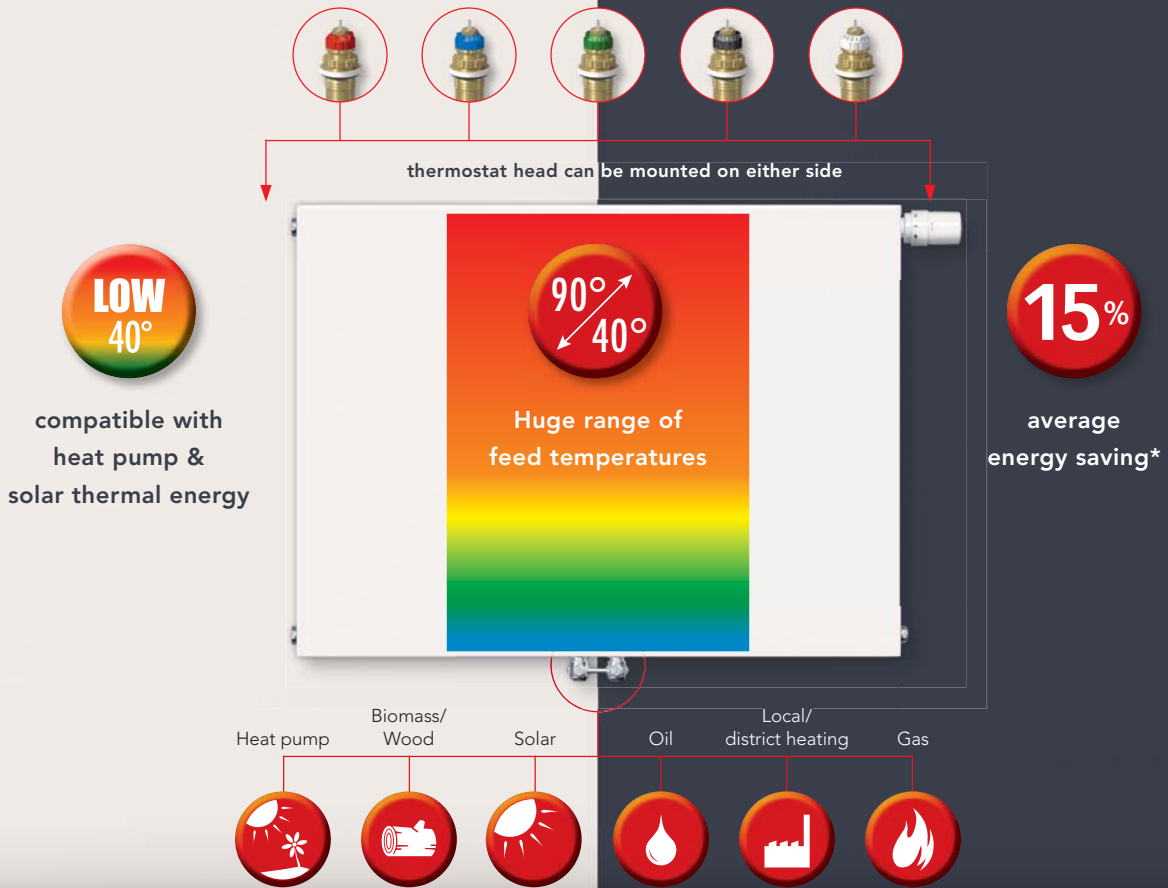 thermostat head can be mounted on either side
LOW
40°
compatible with
heat pump &
solar thermal energy
90°
40°
Huge range of
feed temperatures
15%
average
energy saving*
Heat pump
Biomass/
Wood
Solar
Oil
Local/
district heating
Gas